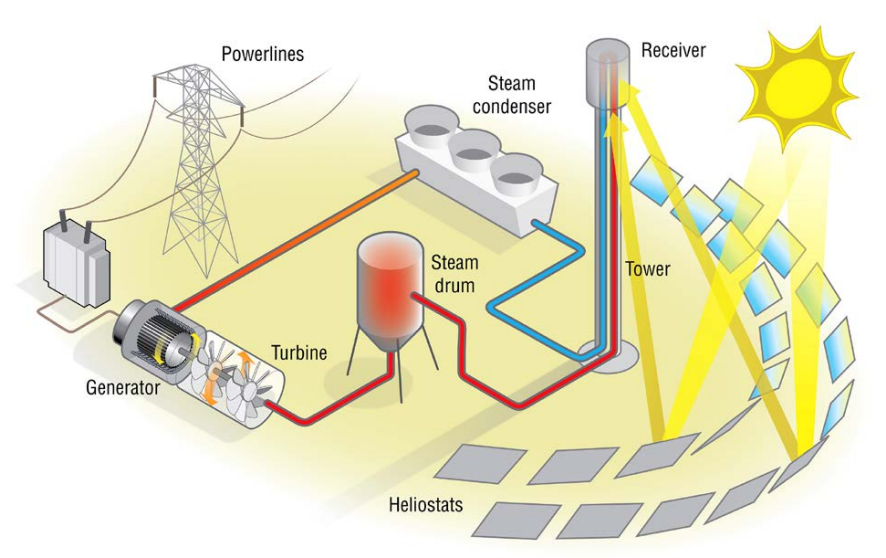 Powerlines
Receiver
Steam
condenser
Steam
drum
Tower
Turbine
Generator
Heliostats